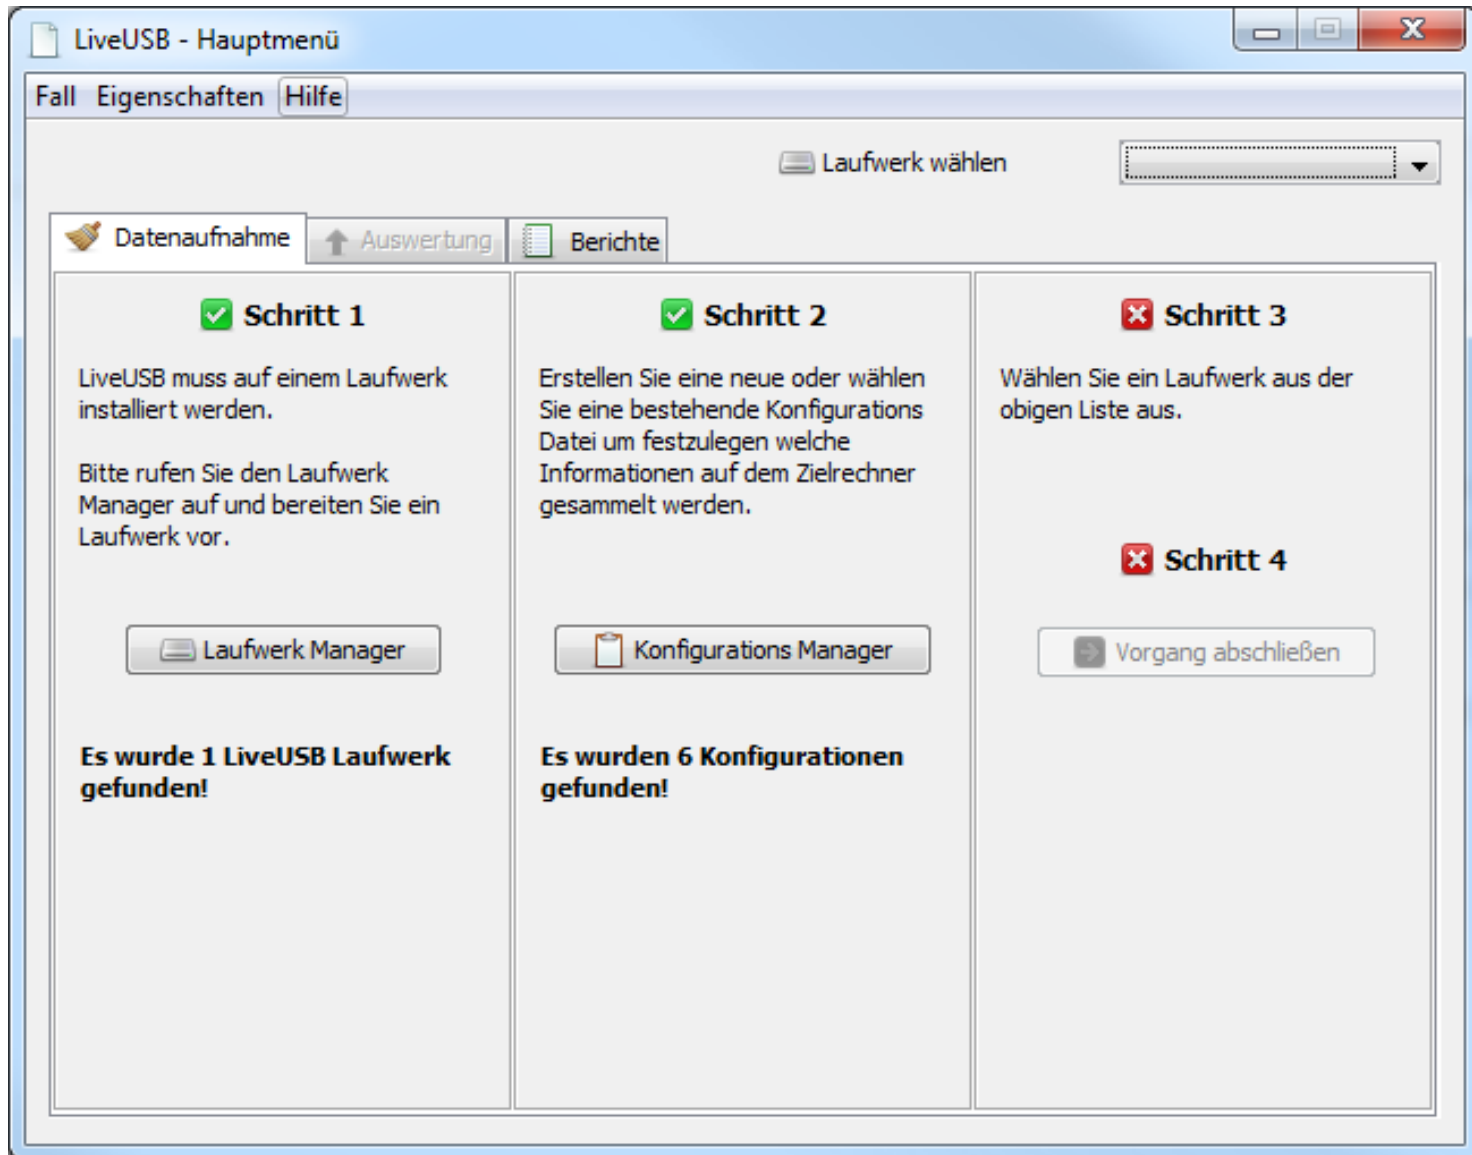 LiveUSB - Hauptmenü
Fall Eigenschaften Hilfe
Laufwerk wählen
Datenaufnahme Auswertung Berichte
Schritt 1
LiveUSB muss auf einem Laufwerk
installiert werden.
Bitte rufen Sie den Laufwerk
Manager auf und bereiten Sie ein
Laufwerk vor.
Laufwerk Manager
Es wurde 1 LiveUSB Laufwerk
gefunden!
Schritt 2
Erstellen Sie eine neue oder wählen
Sie eine bestehende Konfigurations
Datei um festzulegen welche
Informationen auf dem Zielrechner
gesammelt werden.
Konfigurations Manager
Es wurden 6 Konfigurationen
gefunden!
Schritt 3
Wählen Sie ein Laufwerk aus der
obigen Liste aus.
Schritt 4
Vorgang abschließen